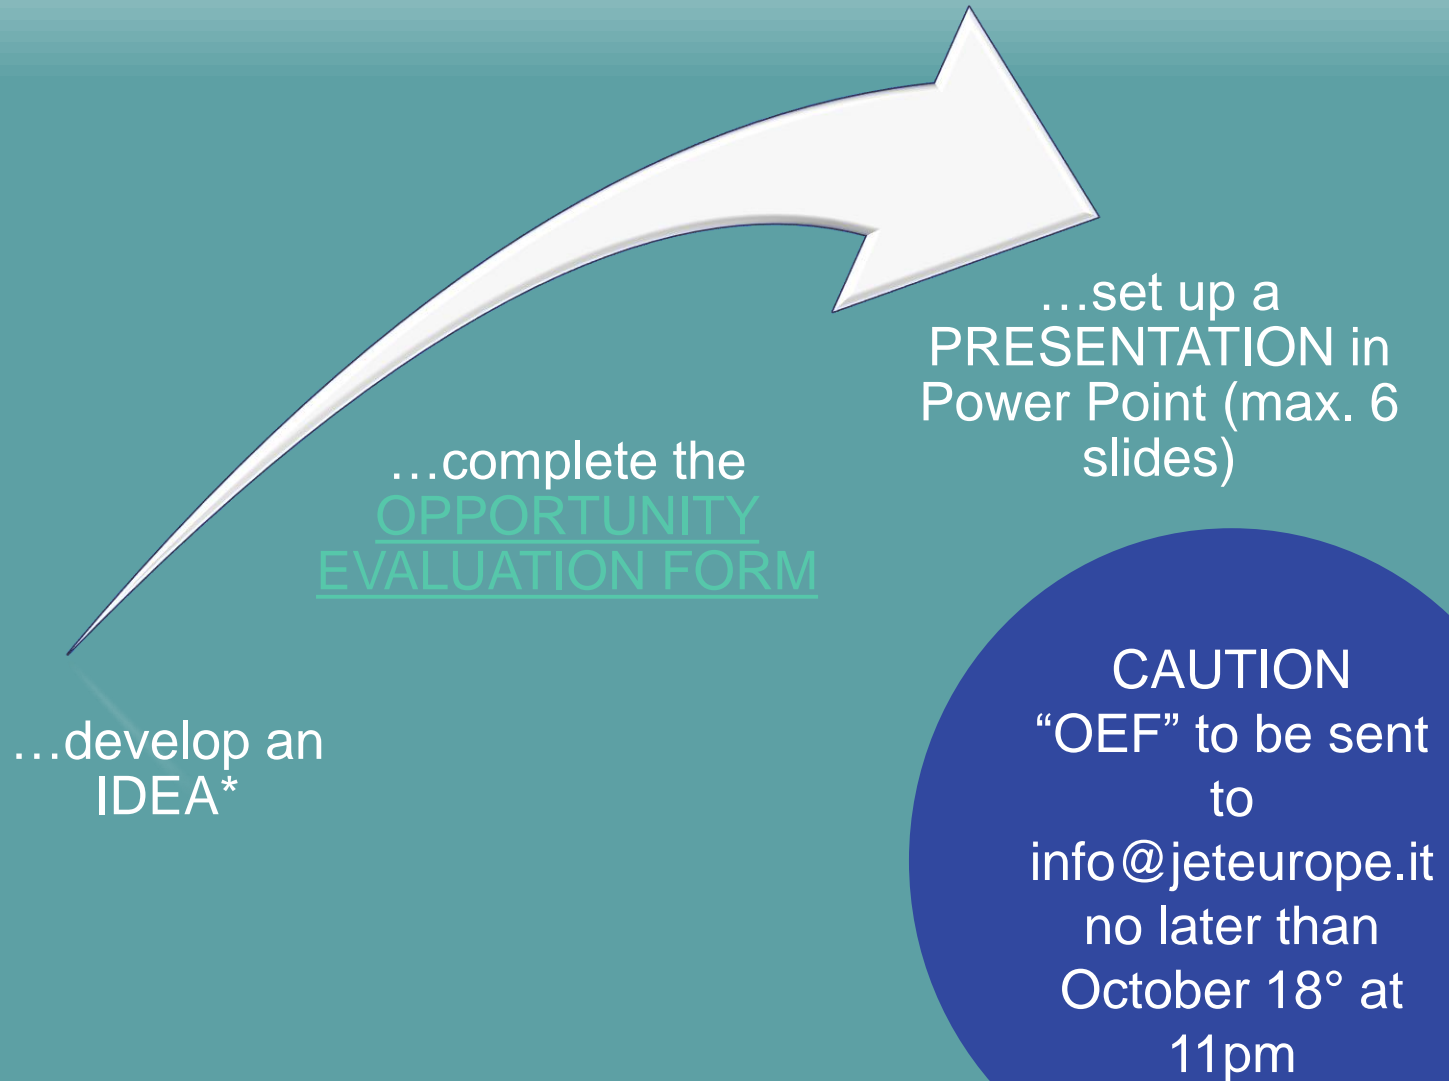 …develop an
IDEA*
…complete the
OPPORTUNITY
EVALUATION FORM
…set up a
PRESENTATION in
Power Point (max. 6
slides)
CAUTION
“OEF” to be sent
to
info@jeteurope.it
no later than
October 18° at
11pm